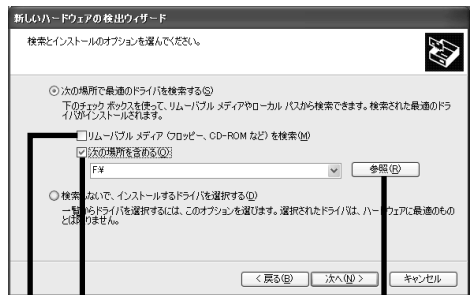 新しいハードウェアの検出ウィザード
検索とインストールのオプションを選んでください。
次の場所で最適のドライバを検索する(S)
下のチェック ボックスを使って、リムーバブル メディアやローカル パスから検索できます。検索された最適のドラ
イバがインストールされます。
リムーバブル メディア (フロッピー、CD-ROM など) を検索(M)
次の場所を含める(O):
F:¥
参照(R)
検索しないで、インストールするドライバを選択する(D)
一覧からドライバを選択するには、このオプションを選びます。選択されたドライバは、ハードウェアに最適のもの
とは限りません。
< 戻る(B)
次へ(N) >
キャンセル